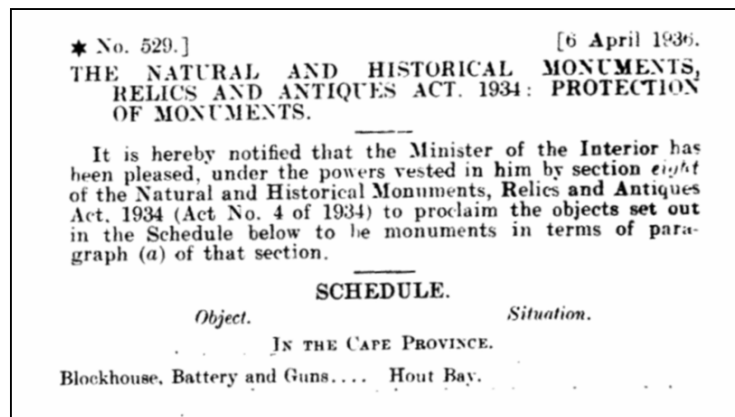 ✱ No. 529.] [6 April 1936.
THE NATURAL AND HISTORICAL MONUMENTS,
RELICS AND ANTIQUES ACT. 1934: PROTECTION
OF MONUMENTS.
It is hereby notified that the Minister of the Interior has
been pleased, under the powers vested in him by section eight
of the Natural and Historical Monuments, Relics and Antiques
Act. 1934 (Act No. 4 of 1934) to proclaim the objects set out
in the Schedule below to be monuments in terms of para-
graph (a) of that section.
SCHEDULE.
Object. Situation.
IN THE CAPE PROVINCE.
Blockhouse, Battery and Guns.... Hout Bay.